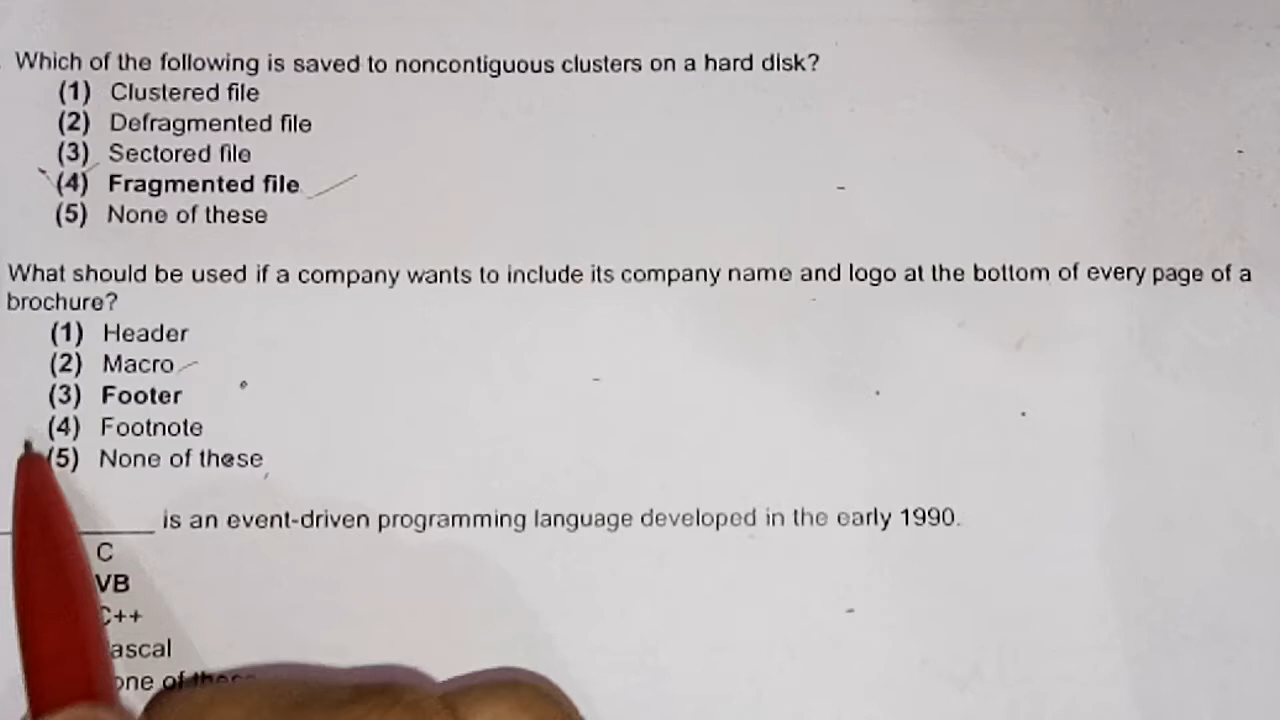 Which of the following is saved to noncontiguous clusters on a hard disk?
(1) Clustered file
(2) Defragmented file
(3) Sectored file
(4) Fragmented file
(5) None of these
What should be used if a company wants to include its company name and logo at the bottom of every page of a
brochure?
(1) Header
(2) Macro
(3) Footer
(4) Footnote
(5) None of these
is an event-driven programming language developed in the early 1990.
C
VB
C++
ascal
one of these